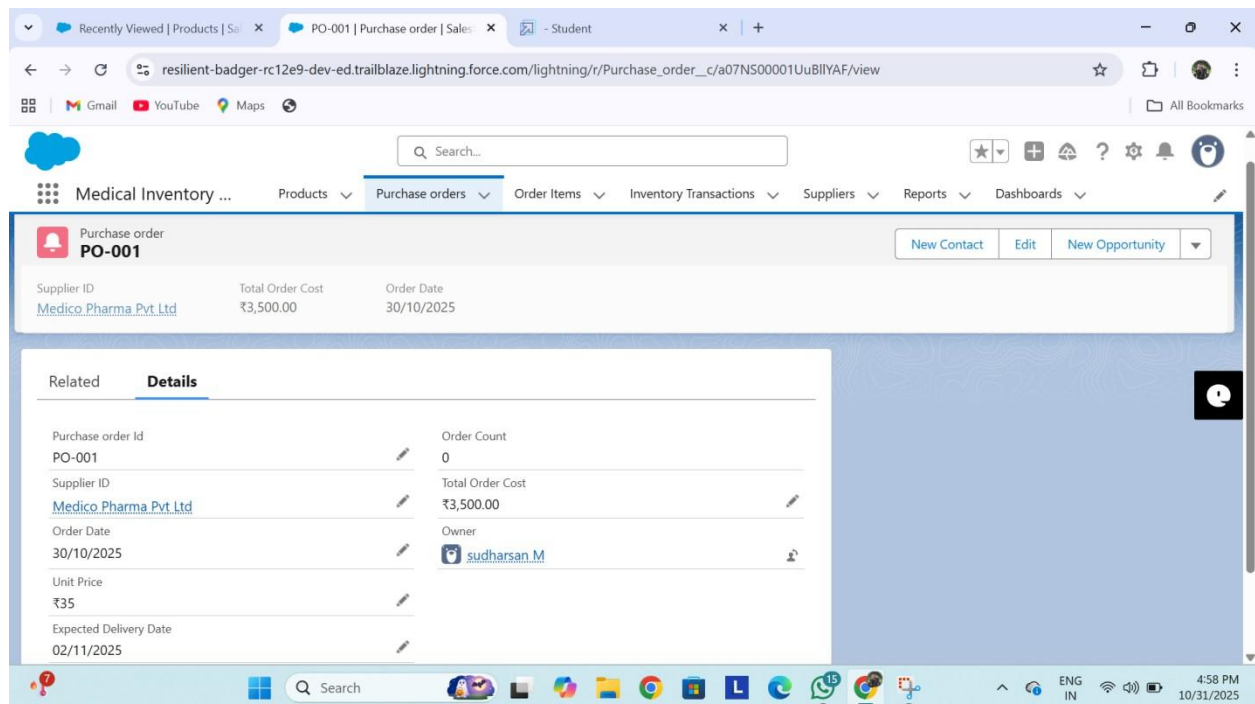 Recently Viewed | Products | Sal
PO-001 | Purchase order | Sales
- Student
resilient-badger-rc12e9-dev-ed.trailblaze.lightning.force.com/lightning/r/Purchase_order__c/a07NS00001UuBllYAF/view
Gmail YouTube Maps All Bookmarks
Search...
Medical Inventory ... Products Purchase orders Order Items Inventory Transactions Suppliers Reports Dashboards
Purchase order
PO-001
New Contact Edit New Opportunity
Supplier ID Total Order Cost Order Date
Medico Pharma Pvt Ltd ₹3,500.00 30/10/2025
Related Details
Purchase order Id Order Count
PO-001 0
Supplier ID Total Order Cost
Medico Pharma Pvt Ltd ₹3,500.00
Order Date Owner
30/10/2025 sudharsan M
Unit Price
₹35
Expected Delivery Date
02/11/2025
7 Search L 15 ENG 4:58 PM
IN 10/31/2025